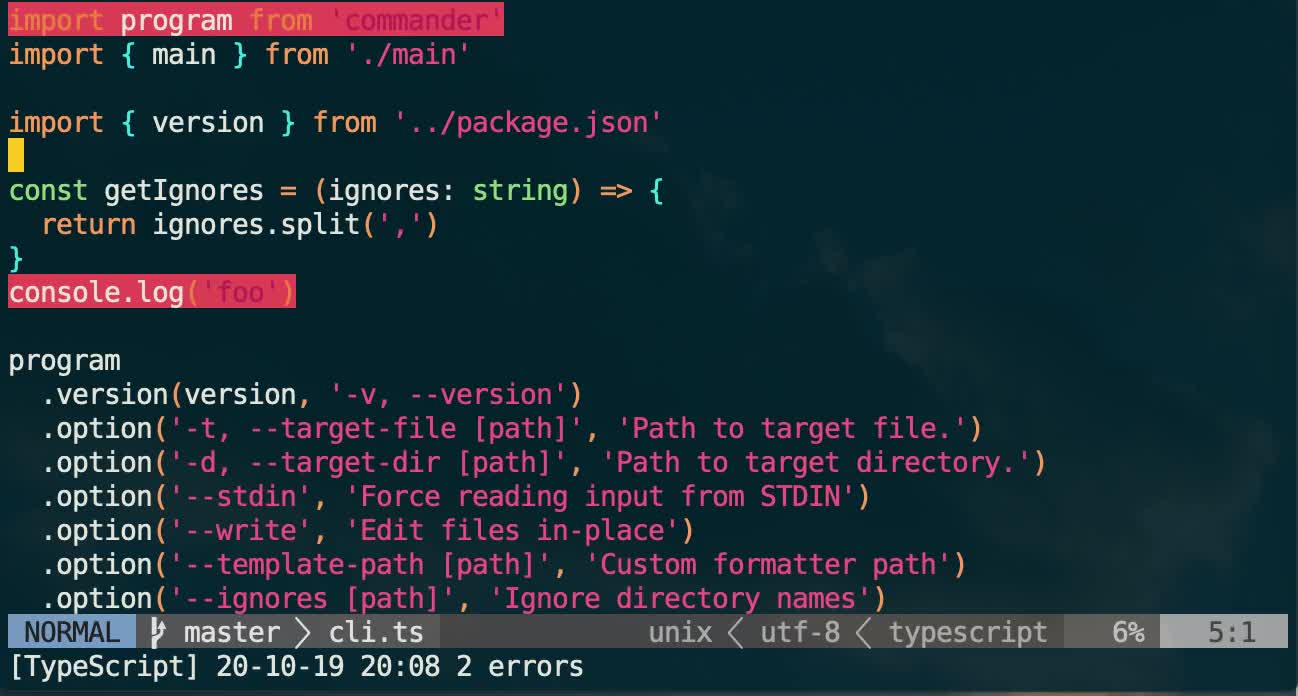 import program from 'commander'
import { main } from './main'

import { version } from '../package.json'

const getIgnores = (ignores: string) => {
  return ignores.split(',')
}
console.log('foo')

program
  .version(version, '-v, --version')
  .option('-t, --target-file [path]', 'Path to target file.')
  .option('-d, --target-dir [path]', 'Path to target directory.')
  .option('--stdin', 'Force reading input from STDIN')
  .option('--write', 'Edit files in-place')
  .option('--template-path [path]', 'Custom formatter path')
  .option('--ignores [path]', 'Ignore directory names')
NORMAL master cli.ts unix utf-8 typescript 6% 5:1
[TypeScript] 20-10-19 20:08 2 errors